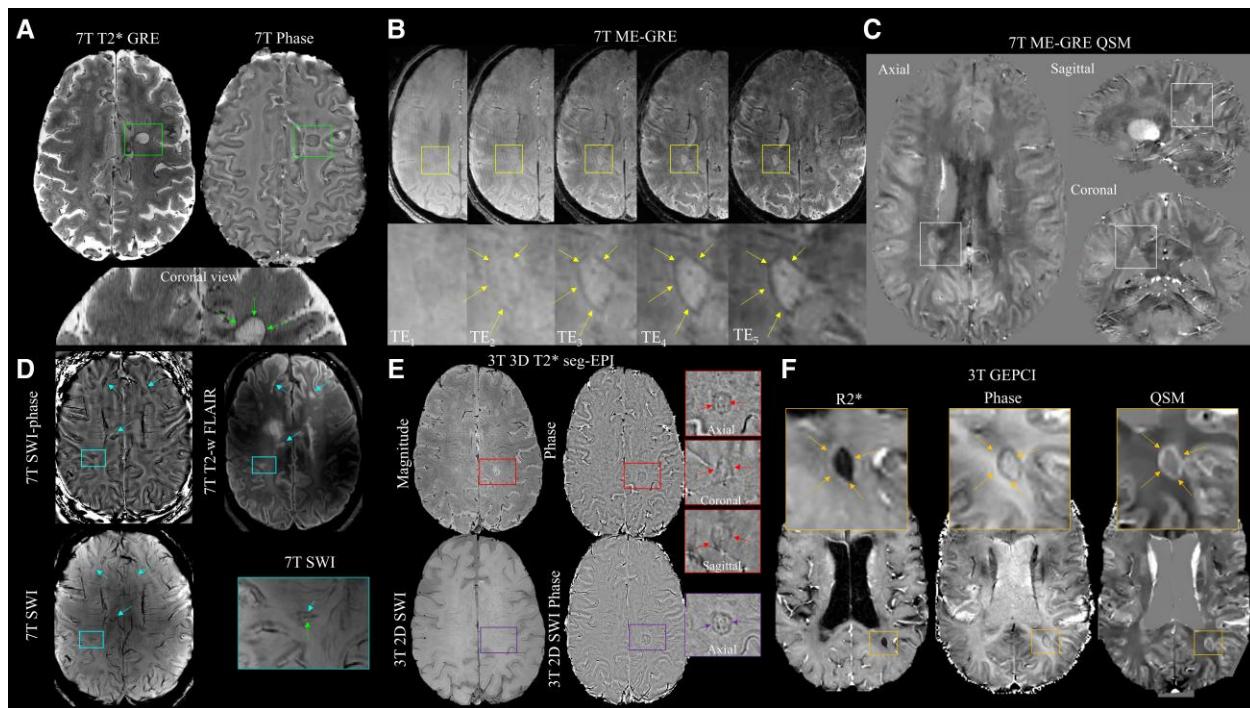 A
7T T2* GRE
7T Phase
Coronal view
B
7T ME-GRE
TE1
TE2
TE3
TE4
TE5
C
7T ME-GRE QSM
Axial
Sagittal
Coronal
D
7T SWI-phase
7T T2-w FLAIR
7T SWI
7T SWI
E
3T 3D T2* seg-EPI
Magnitude
Phase
Axial
Coronal
Sagittal
3T 2D SWI
3T 2D SWI Phase
Axial
F
3T GEPCI
R2*
Phase
QSM